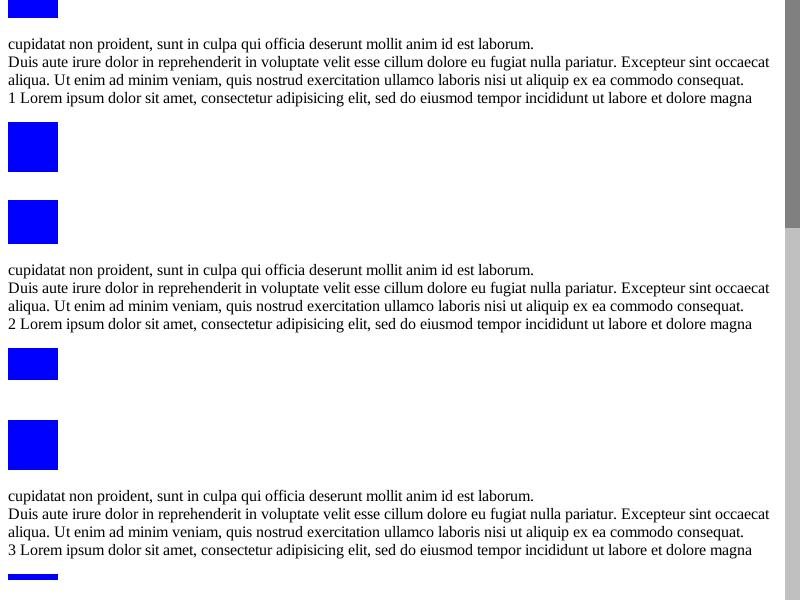 cupidatat non proident, sunt in culpa qui officia deserunt mollit anim id est laborum.
Duis aute irure dolor in reprehenderit in voluptate velit esse cillum dolore eu fugiat nulla pariatur. Excepteur sint occaecat
aliqua. Ut enim ad minim veniam, quis nostrud exercitation ullamco laboris nisi ut aliquip ex ea commodo consequat.
1 Lorem ipsum dolor sit amet, consectetur adipisicing elit, sed do eiusmod tempor incididunt ut labore et dolore magna
cupidatat non proident, sunt in culpa qui officia deserunt mollit anim id est laborum.
Duis aute irure dolor in reprehenderit in voluptate velit esse cillum dolore eu fugiat nulla pariatur. Excepteur sint occaecat
aliqua. Ut enim ad minim veniam, quis nostrud exercitation ullamco laboris nisi ut aliquip ex ea commodo consequat.
2 Lorem ipsum dolor sit amet, consectetur adipisicing elit, sed do eiusmod tempor incididunt ut labore et dolore magna
cupidatat non proident, sunt in culpa qui officia deserunt mollit anim id est laborum.
Duis aute irure dolor in reprehenderit in voluptate velit esse cillum dolore eu fugiat nulla pariatur. Excepteur sint occaecat
aliqua. Ut enim ad minim veniam, quis nostrud exercitation ullamco laboris nisi ut aliquip ex ea commodo consequat.
3 Lorem ipsum dolor sit amet, consectetur adipisicing elit, sed do eiusmod tempor incididunt ut labore et dolore magna